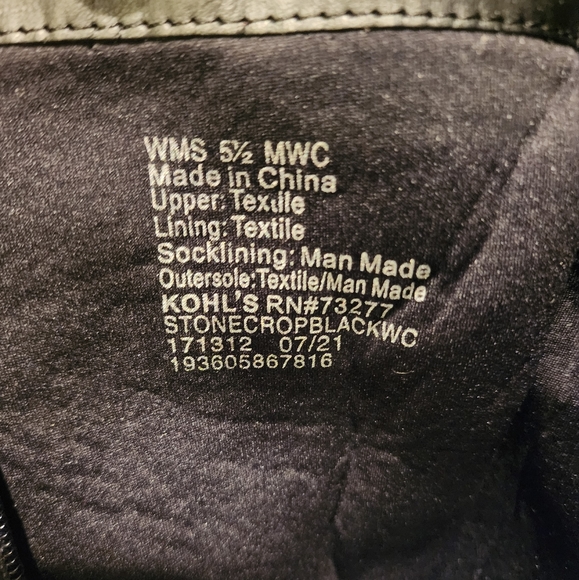 WMS 5½ MWC
Made in China
Upper: Textile
Lining: Textile
Socklining: Man Made
Outersole:Textile/Man Made
KOHL'S RN#73277
STONECROPBLACKWC
171312 07/21
193605867816